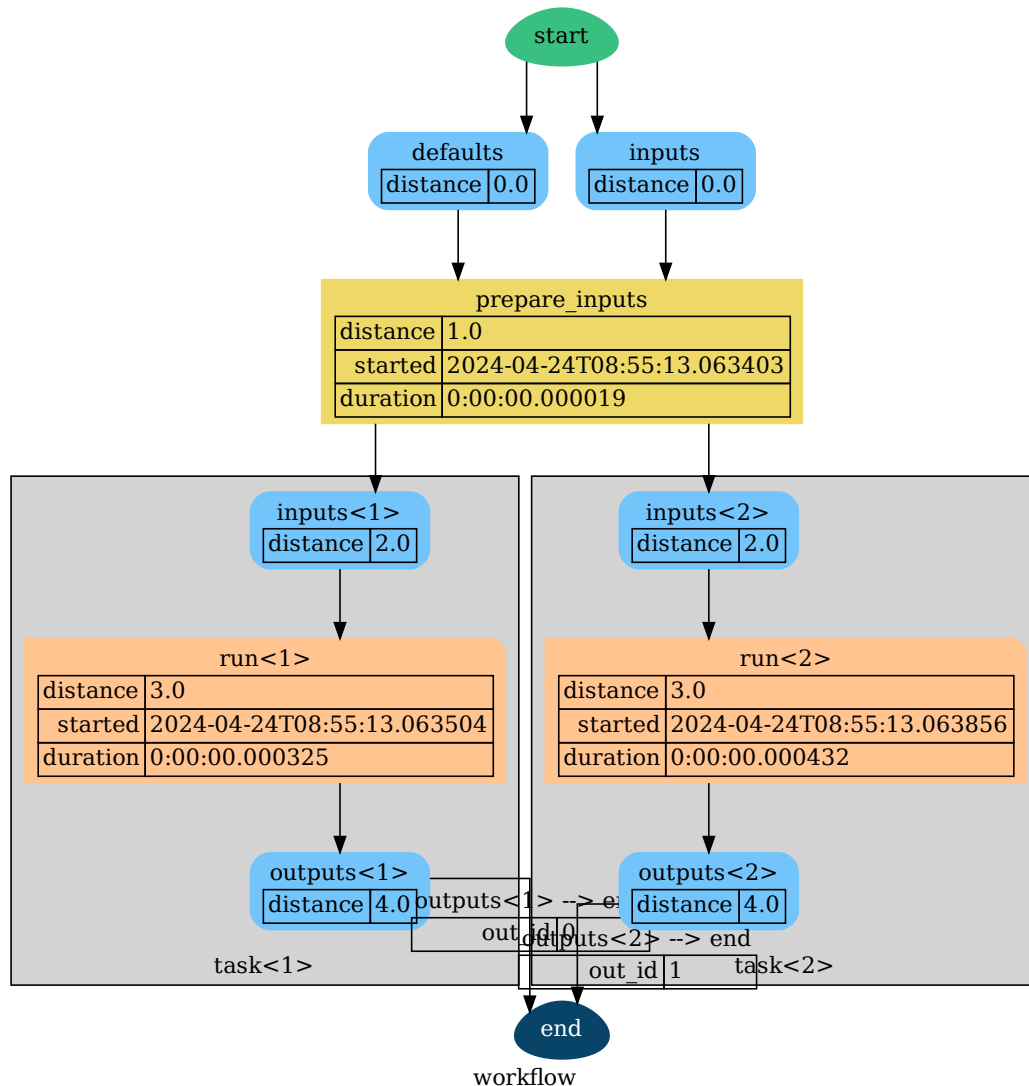 start
defaults
distance 0.0
inputs
distance 0.0
prepare_inputs
distance 1.0
started 2024-04-24T08:55:13.063403
duration 0:00:00.000019
inputs<1>
distance 2.0
inputs<2>
distance 2.0
run<1>
distance 3.0
started 2024-04-24T08:55:13.063504
duration 0:00:00.000325
run<2>
distance 3.0
started 2024-04-24T08:55:13.063856
duration 0:00:00.000432
outputs<1>
distance 4.0
outputs<2>
distance 4.0
outputs<1> --> e
out_id 0
outputs<2> --> end
out_id 1
task<1>
task<2>
end
workflow